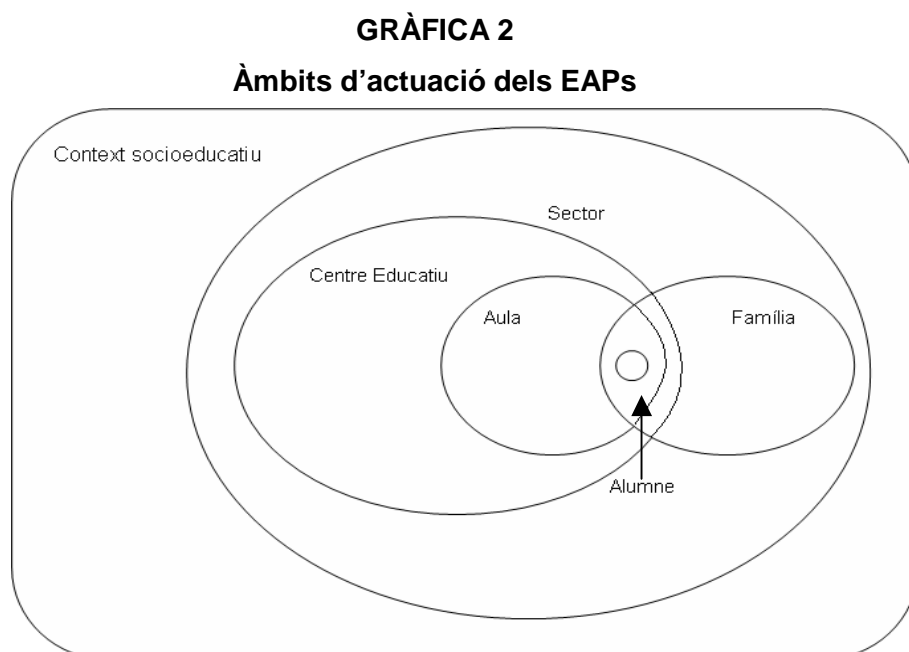 GRÀFICA 2
Àmbits d'actuació dels EAPs
Context socioeducatiu
Sector
Centre Educatiu
Aula
Família
Alumne